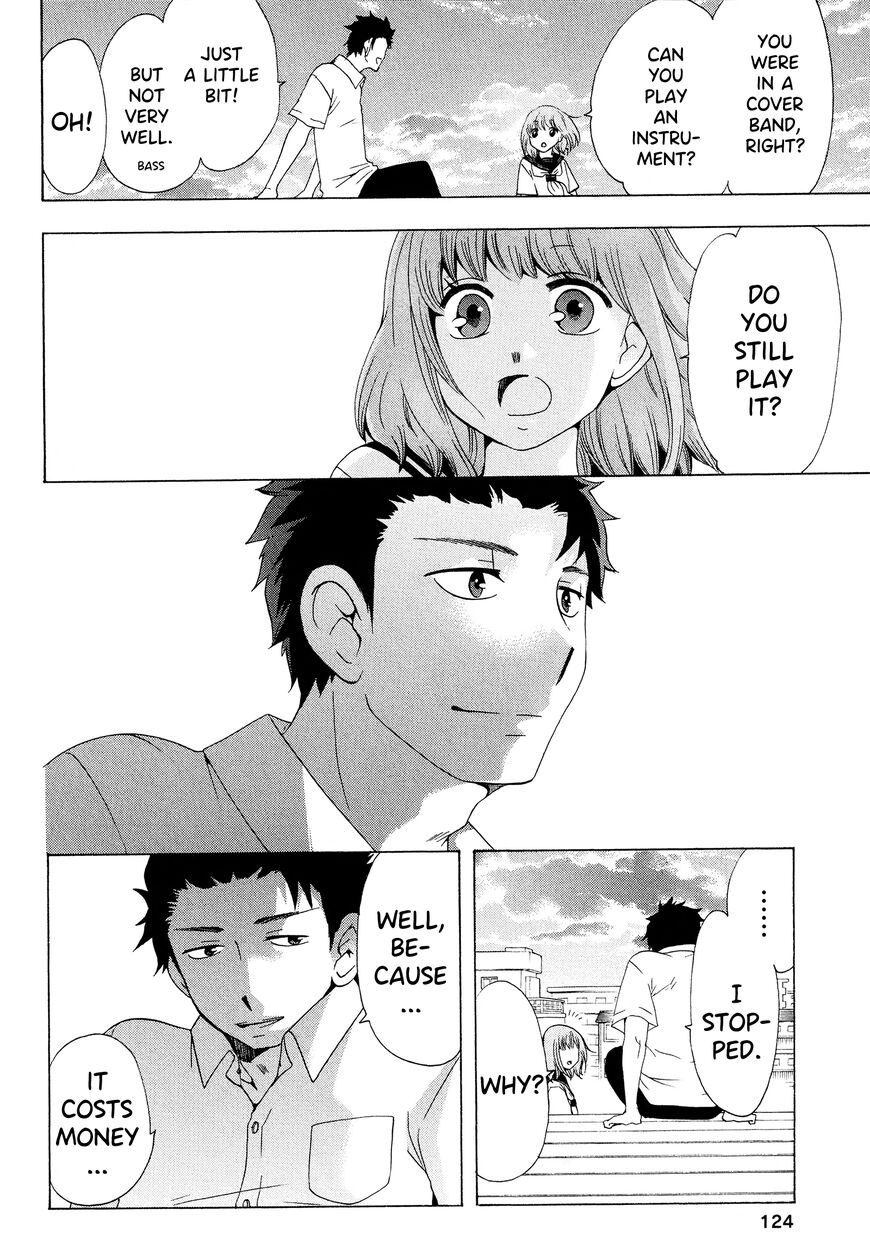 YOU
WERE
IN A
COVER
BAND,
RIGHT?
CAN
YOU
PLAY
AN
INSTRU-
MENT?
JUST
A LITTLE
BIT!
BUT
NOT
VERY
WELL.
BASS
OH!
DO
YOU
STILL
PLAY
IT?
......
I
STOP-
PED.
WHY?
WELL,
BE-
CAUSE
...
IT
COSTS
MONEY
...
124